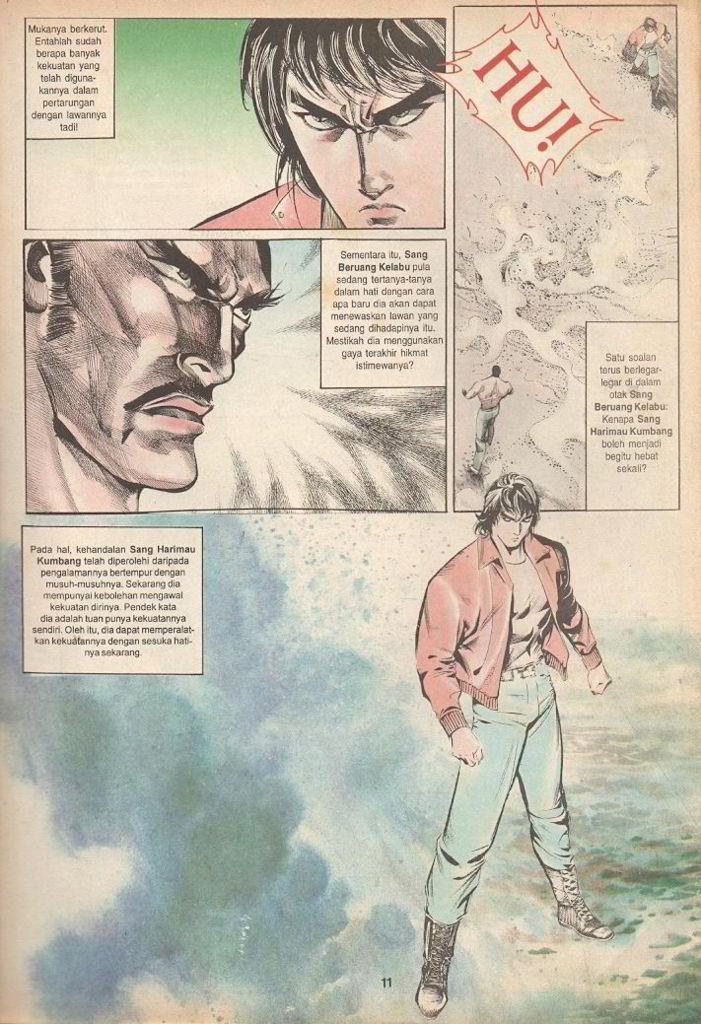 Mukanya berkerut.
Entahlah sudah
berapa banyak
kekuatan yang
telah diguna-
kannya dalam
pertarungan
dengan lawannya
tadi!
HU!
Sementara itu, Sang
Beruang Kelabu pula
sedang tertanya-tanya
dalam hati dengan cara
apa baru dia akan dapat
menewaskan lawan yang
sedang dihadapinya itu.
Mestikah dia menggunakan
gaya terakhir hikmat
istimewanya?
Satu soalan
terus berlegar-
legar di dalam
otak Sang
Beruang Kelabu:
Kenapa Sang
Harimau Kumbang
boleh menjadi
begitu hebat
sekali?
Pada hal, kehandalan Sang Harimau
Kumbang telah diperolehi daripada
pengalamannya bertempur dengan
musuh-musuhnya. Sekarang dia
mempunyai kebolehan mengawal
kekuatan dirinya. Pendek kata
dia adalah tuan punya kekuatannya
sendiri. Oleh itu, dia dapat memperalat-
kan kekuatannya dengan sesuka hati-
nya sekarang.
11